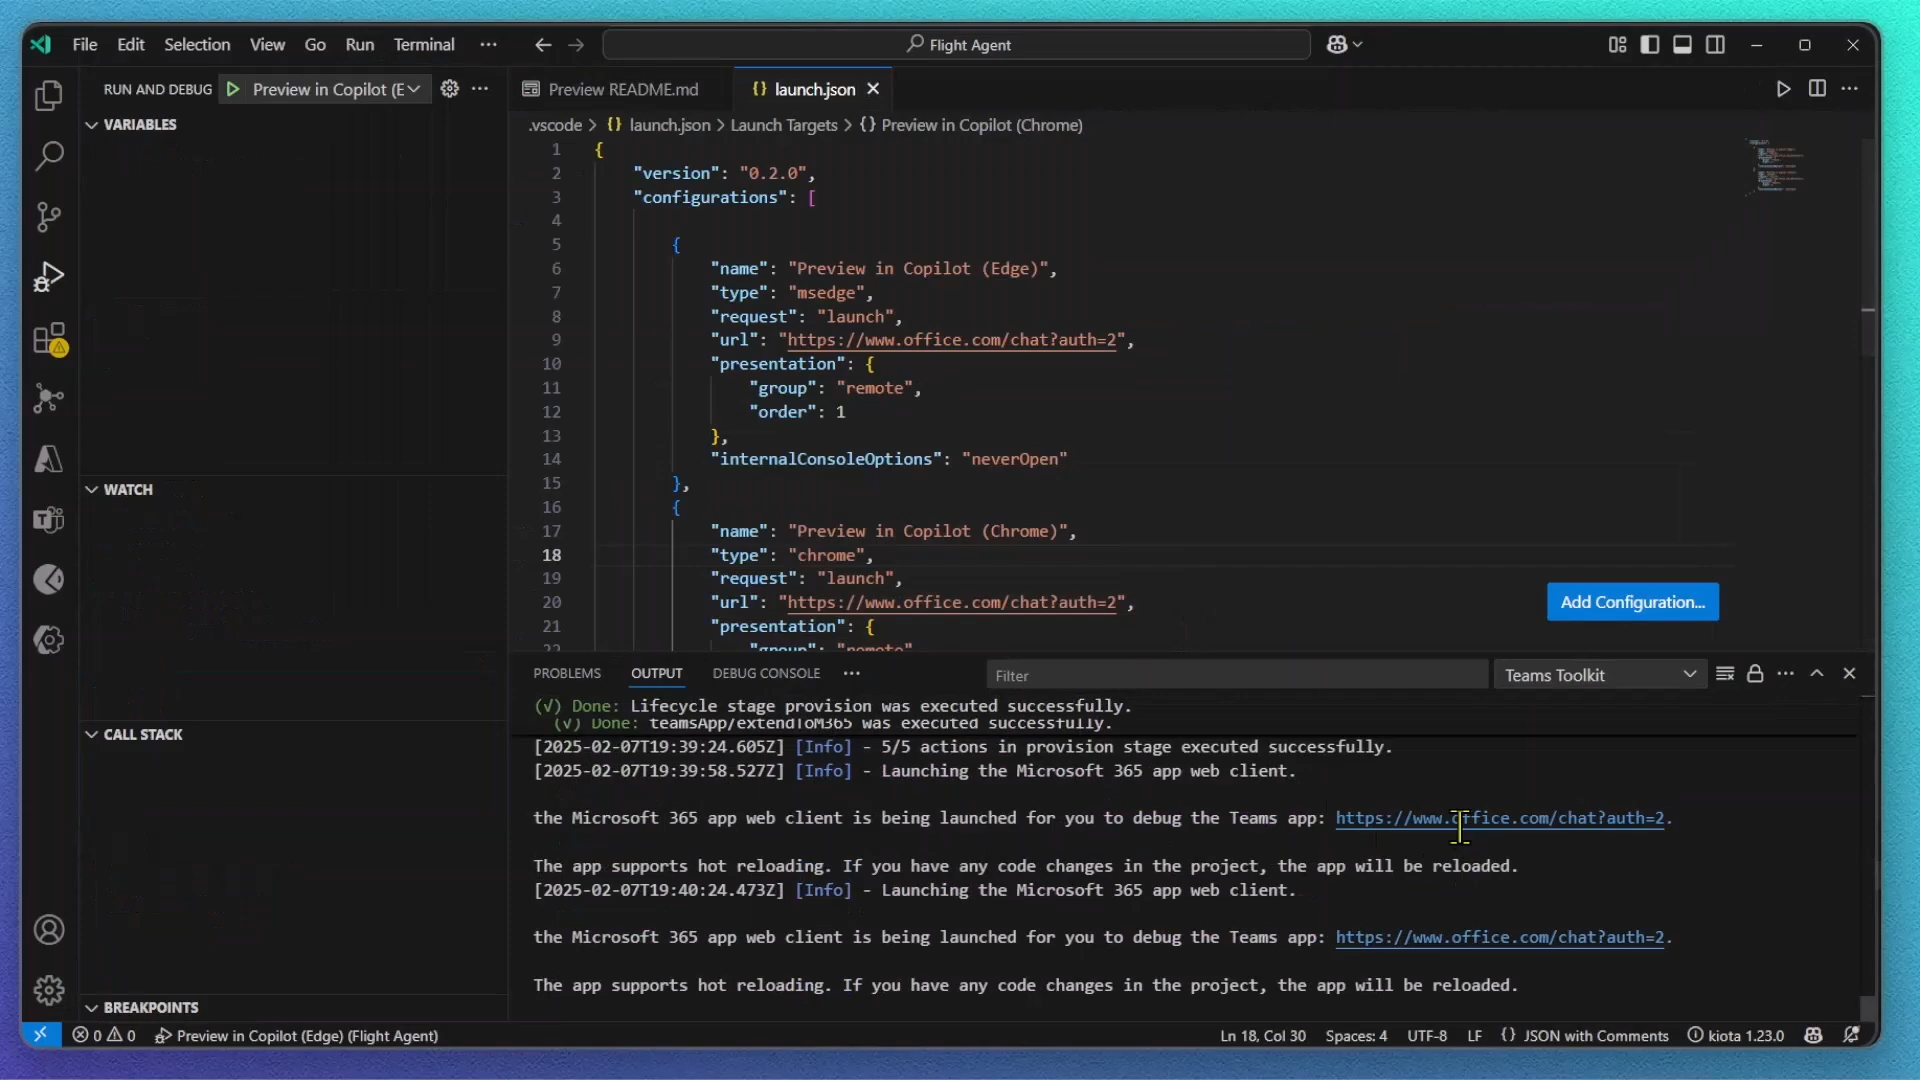 File Edit Selection View Go Run Terminal ···
Flight Agent
RUN AND DEBUG Preview in Copilot (E
VARIABLES
WATCH
CALL STACK
BREAKPOINTS
Preview README.md
{} launch.json
.vscode > {} launch.json > Launch Targets > {} Preview in Copilot (Chrome)
1 {
2 "version": "0.2.0",
3 "configurations": [
4
5 {
6 "name": "Preview in Copilot (Edge)",
7 "type": "msedge",
8 "request": "launch",
9 "url": "https://www.office.com/chat?auth=2",
10 "presentation": {
11 "group": "remote",
12 "order": 1
13 },
14 "internalConsoleOptions": "neverOpen"
15 },
16 {
17 "name": "Preview in Copilot (Chrome)",
18 "type": "chrome",
19 "request": "launch",
20 "url": "https://www.office.com/chat?auth=2",
21 "presentation": {
22 "group": "remote"
Add Configuration...
PROBLEMS OUTPUT DEBUG CONSOLE ···
Filter
Teams Toolkit
(√) Done: Lifecycle stage provision was executed successfully.
(√) Done: teamsApp/extendToM365 was executed successfully.
[2025-02-07T19:39:24.605Z] [Info] - 5/5 actions in provision stage executed successfully.
[2025-02-07T19:39:58.527Z] [Info] - Launching the Microsoft 365 app web client.
the Microsoft 365 app web client is being launched for you to debug the Teams app: https://www.office.com/chat?auth=2.
The app supports hot reloading. If you have any code changes in the project, the app will be reloaded.
[2025-02-07T19:40:24.473Z] [Info] - Launching the Microsoft 365 app web client.
the Microsoft 365 app web client is being launched for you to debug the Teams app: https://www.office.com/chat?auth=2.
The app supports hot reloading. If you have any code changes in the project, the app will be reloaded.
0 0 Preview in Copilot (Edge) (Flight Agent)
Ln 18, Col 30 Spaces: 4 UTF-8 LF {} JSON with Comments kiota 1.23.0